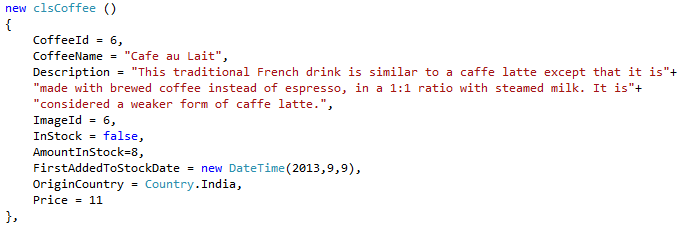 new clsCoffee ()
{
    CoffeeId = 6,
    CoffeeName = "Cafe au Lait",
    Description = "This traditional French drink is similar to a caffe latte except that it is"+
    "made with brewed coffee instead of espresso, in a 1:1 ratio with steamed milk. It is"+
    "considered a weaker form of caffe latte.",
    ImageId = 6,
    InStock = false,
    AmountInStock=8,
    FirstAddedToStockDate = new DateTime(2013,9,9),
    OriginCountry = Country.India,
    Price = 11
},